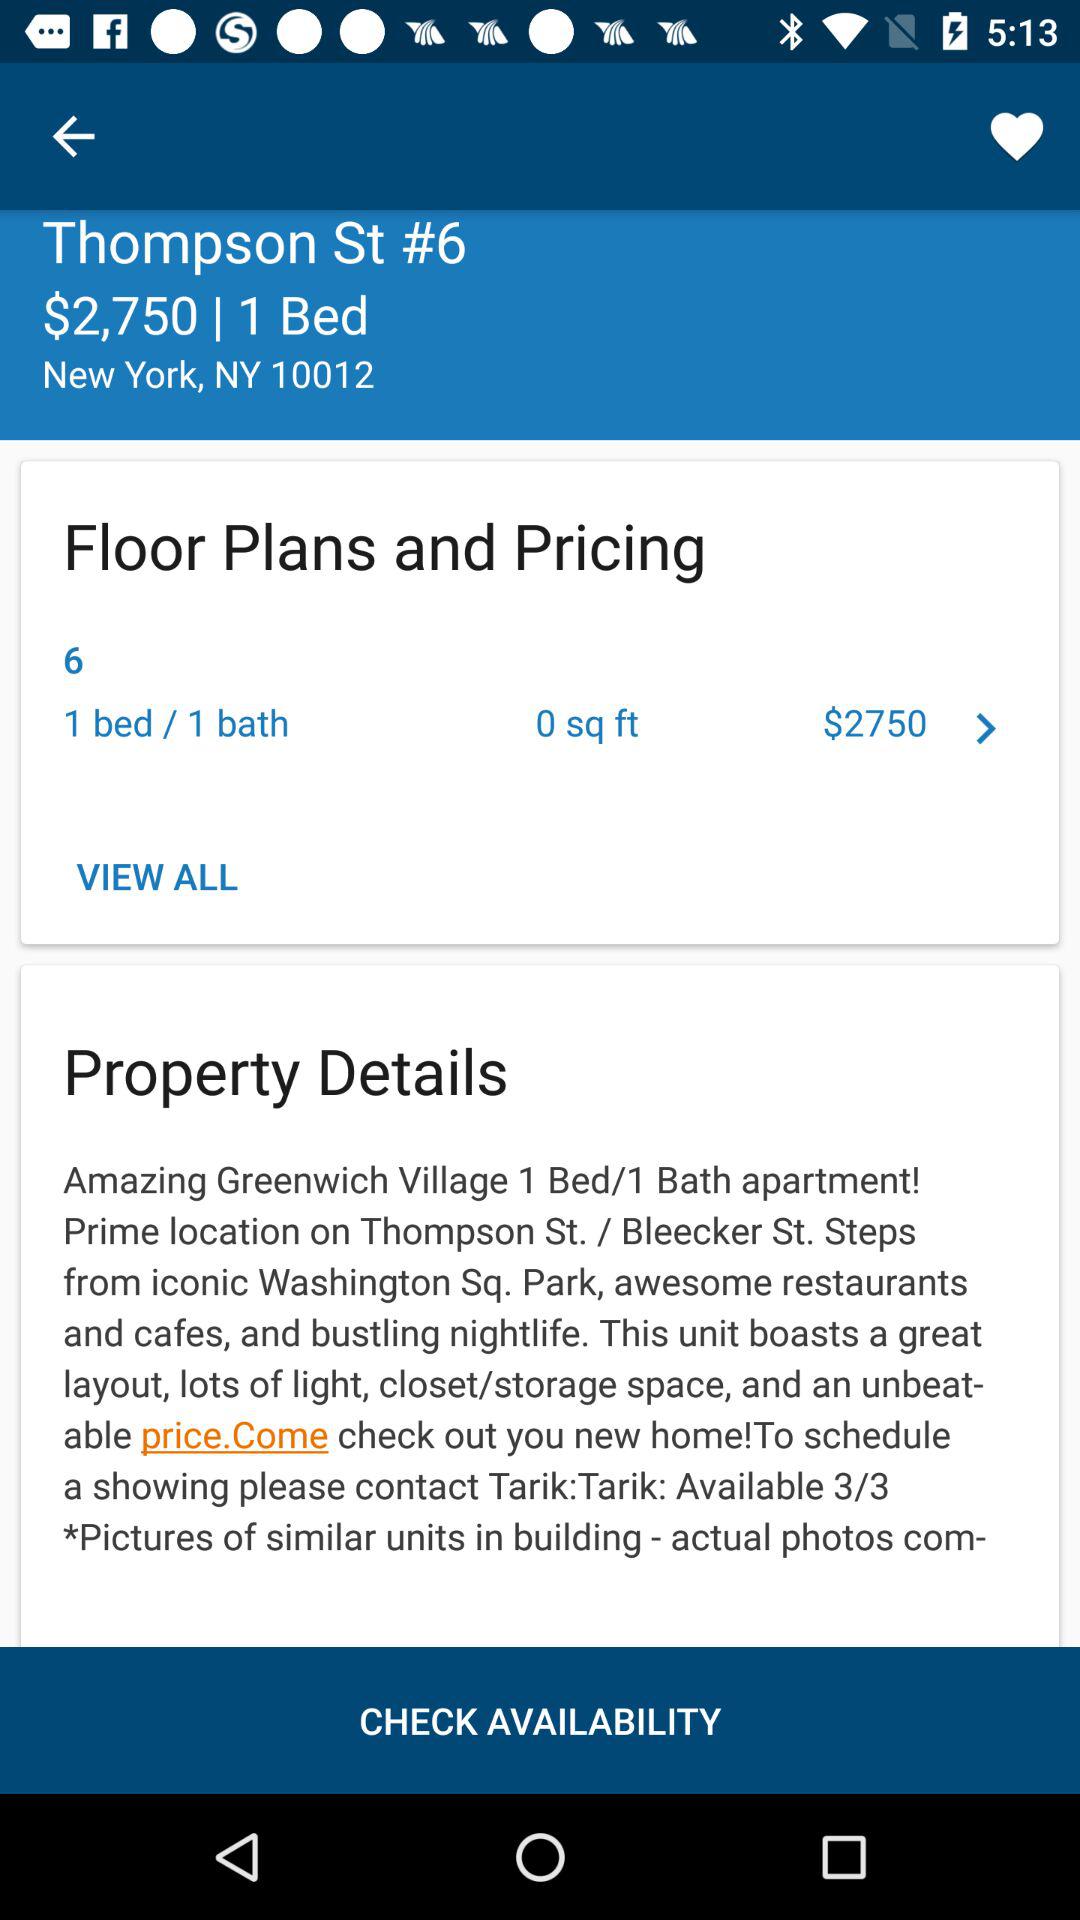 5:13
Thompson St #6
$2,750 | 1 Bed
New York, NY 10012
Floor Plans and Pricing
6
1 bed / 1 bath 0 sq ft $2750
VIEW ALL
Property Details
Amazing Greenwich Village 1 Bed/1 Bath apartment!
Prime location on Thompson St. / Bleecker St. Steps
from iconic Washington Sq. Park, awesome restaurants
and cafes, and bustling nightlife. This unit boasts a great
layout, lots of light, closet/storage space, and an unbeat-
able price.Come check out you new home!To schedule
a showing please contact Tarik:Tarik: Available 3/3
*Pictures of similar units in building - actual photos com-
CHECK AVAILABILITY